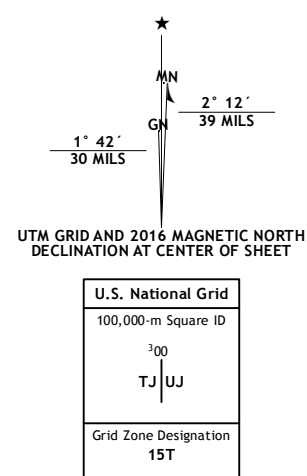 ★
MN
2° 12´
39 MILS
GN
1° 42´
30 MILS
UTM GRID AND 2016 MAGNETIC NORTH
DECLINATION AT CENTER OF SHEET
U.S. National Grid
100,000-m Square ID
³00
TJ UJ
Grid Zone Designation
15T